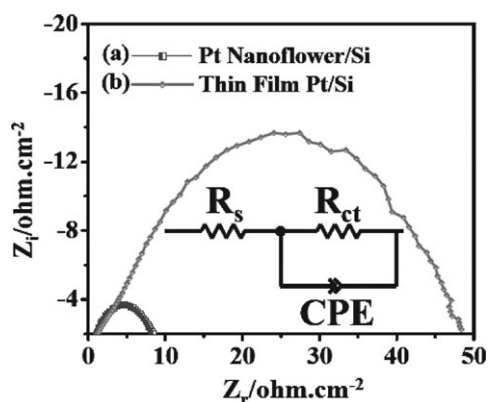 -20
-16
-12
-8
-4
(a) Pt Nanoflower/Si
(b) Thin Film Pt/Si
Rs
Rct
CPE
0 10 20 30 40 50
Zi/ohm.cm-2
Zr/ohm.cm-2